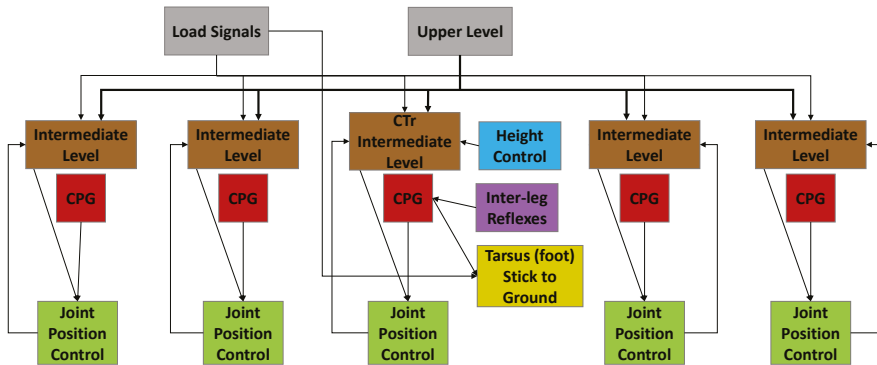 Load Signals
Upper Level
Intermediate
Level
Intermediate
Level
CTr
Intermediate
Level
Height
Control
Intermediate
Level
Intermediate
Level
CPG
CPG
CPG
Inter-leg
Reflexes
CPG
CPG
Tarsus (foot)
Stick to
Ground
Joint
Position
Control
Joint
Position
Control
Joint
Position
Control
Joint
Position
Control
Joint
Position
Control